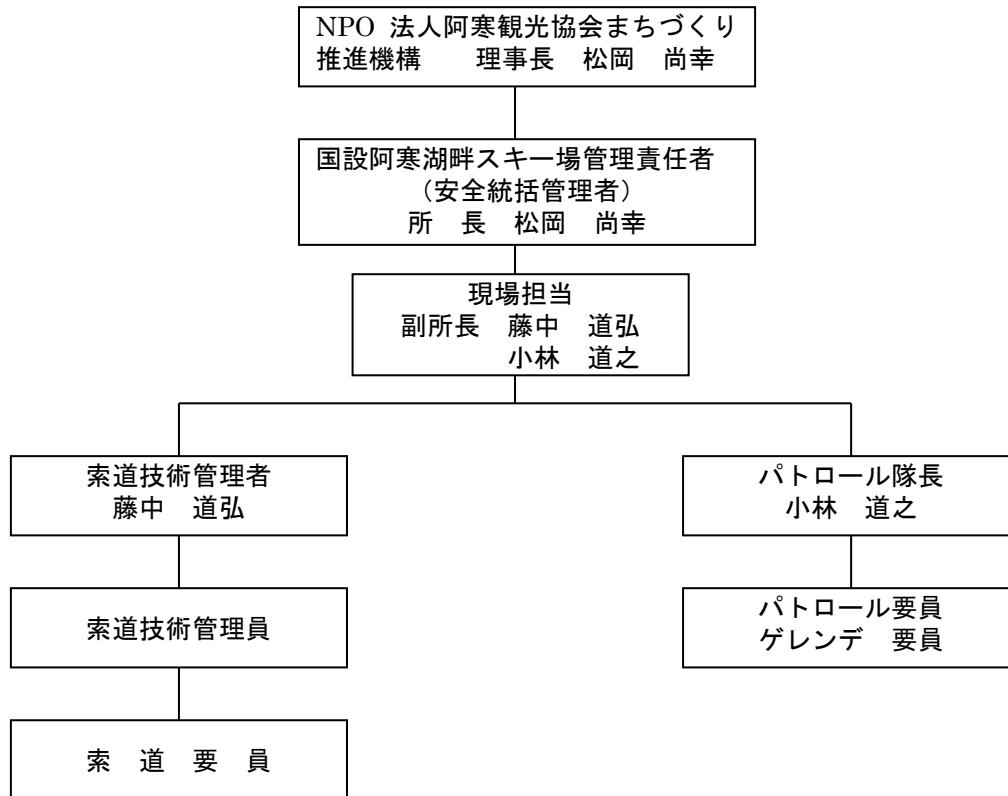 NPO 法人阿寒観光協会まちづくり
推進機構　　理事長　松岡　尚幸
国設阿寒湖畔スキー場管理責任者
（安全統括管理者）
所　長　松岡　尚幸
現場担当
副所長　藤中　道弘
小林　道之
索道技術管理者
藤中　道弘
パトロール隊長
小林　道之
索道技術管理員
パトロール要員
ゲレンデ　要員
索　道　要　員